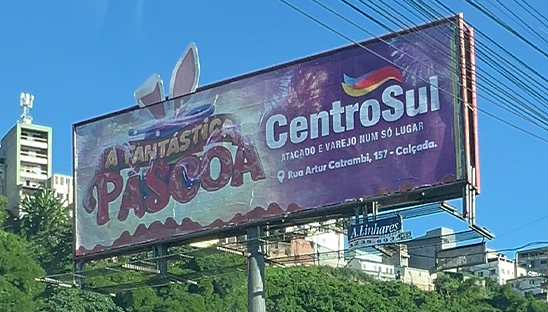 A FANTÁSTICA
PÁSCOA
CentroSul
ATACADO E VAREJO NUM SÓ LUGAR
Rua Artur Catrambi, 157 - Calçada.
A.Linhares